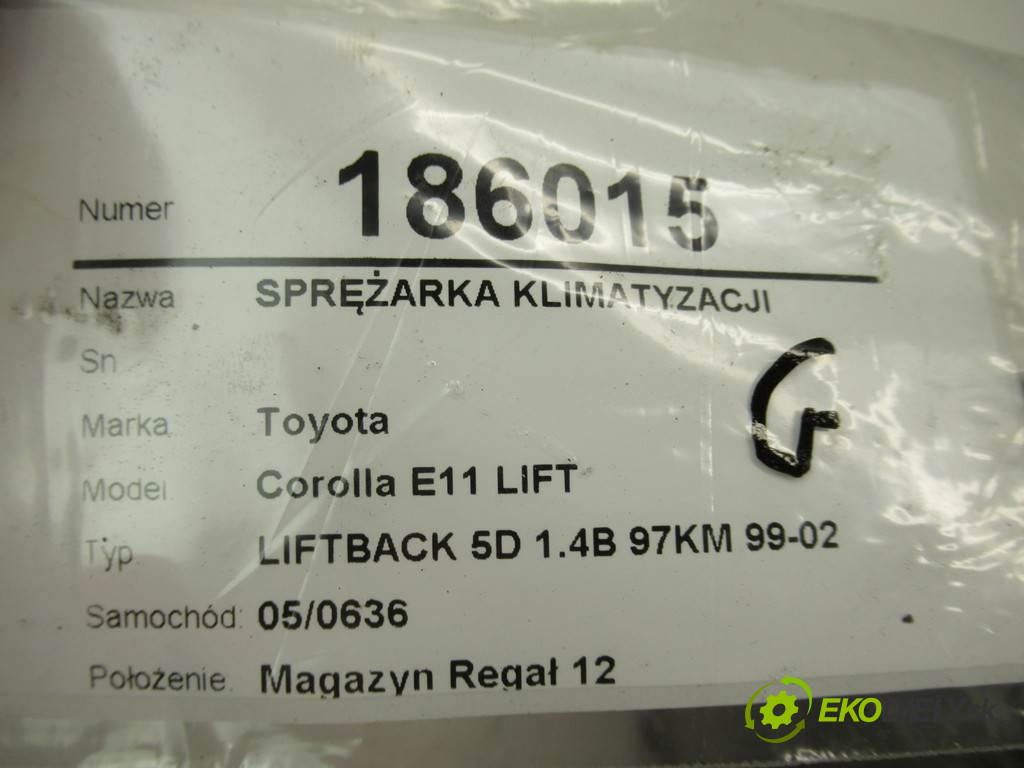 Numer 186015
Nazwa SPRĘŻARKA KLIMATYZACJI
Sn
Marka Toyota
Model Corolla E11 LIFT
Typ LIFTBACK 5D 1.4B 97KM 99-02
Samochód: 05/0636
Położenie. Magazyn Regał 12
G
EKO